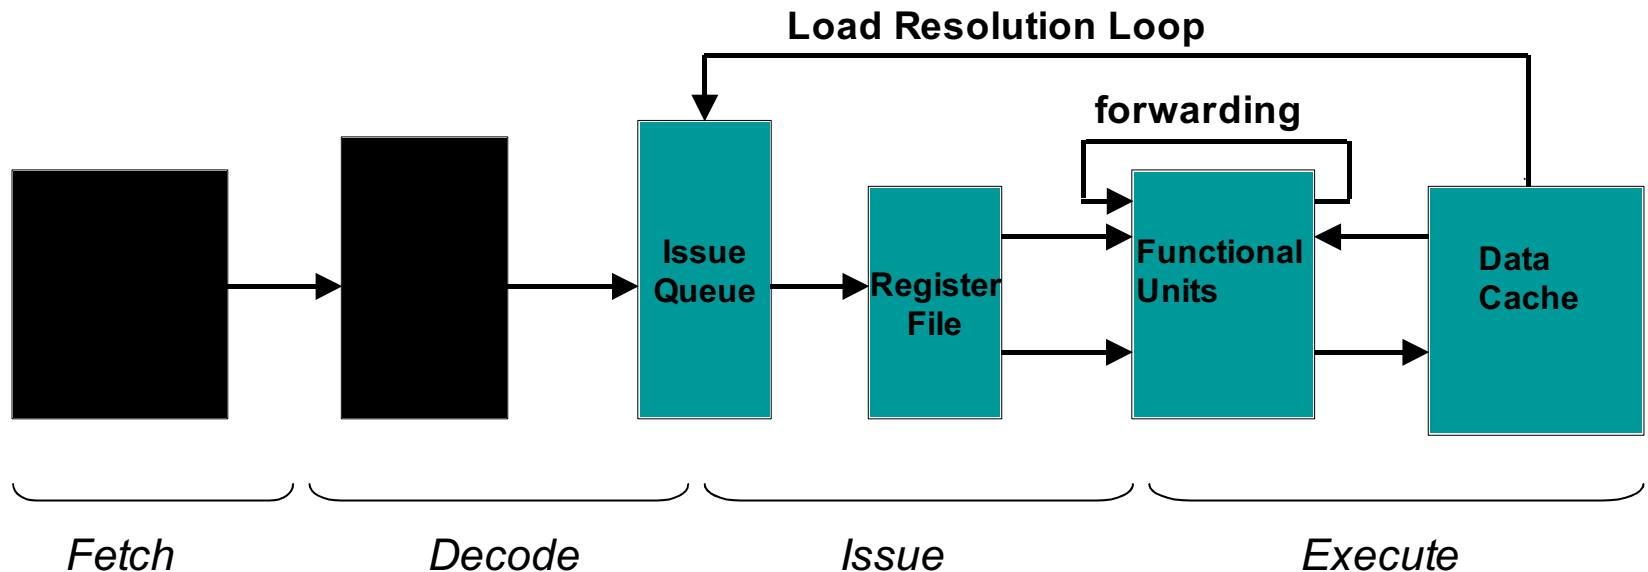 Load Resolution Loop
forwarding
Issue
Queue
Register
File
Functional
Units
Data
Cache
Fetch
Decode
Issue
Execute